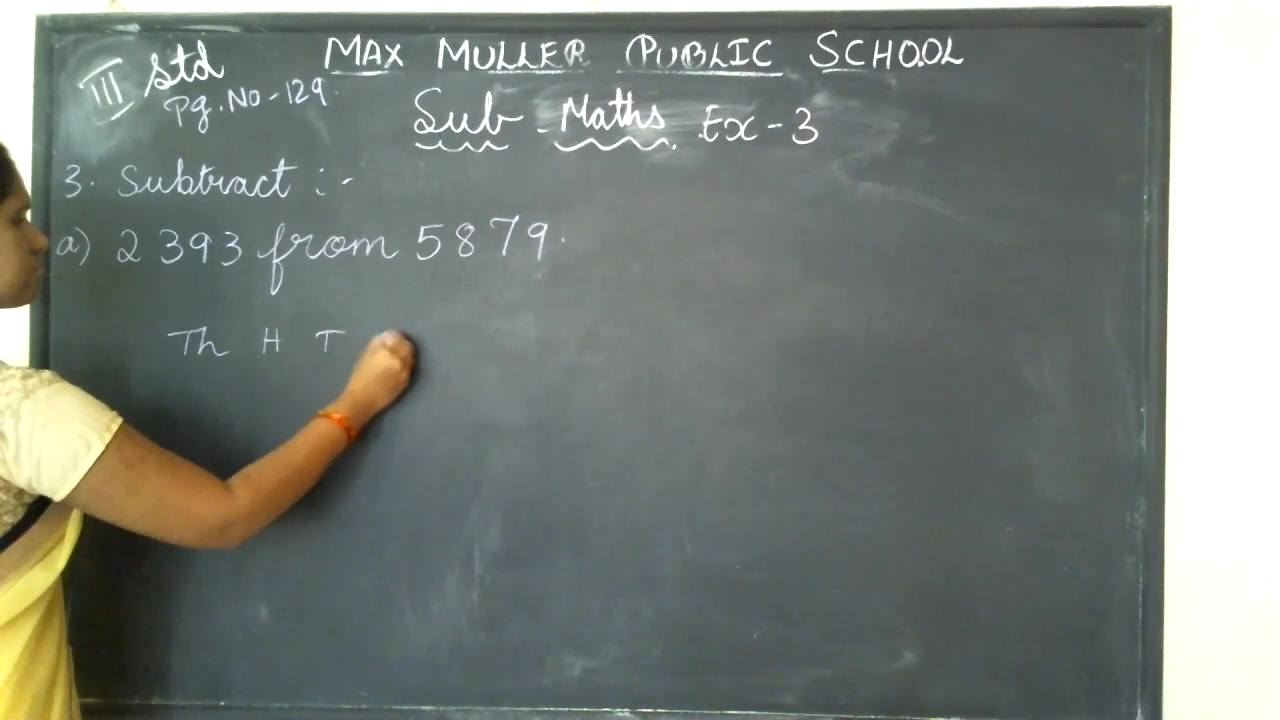 III Std MAX MULLER PUBLIC SCHOOL
Pg. No - 129.
Sub - Maths. Ex - 3
3. Subtract :-
a) 2393 from 5879.
Th H T